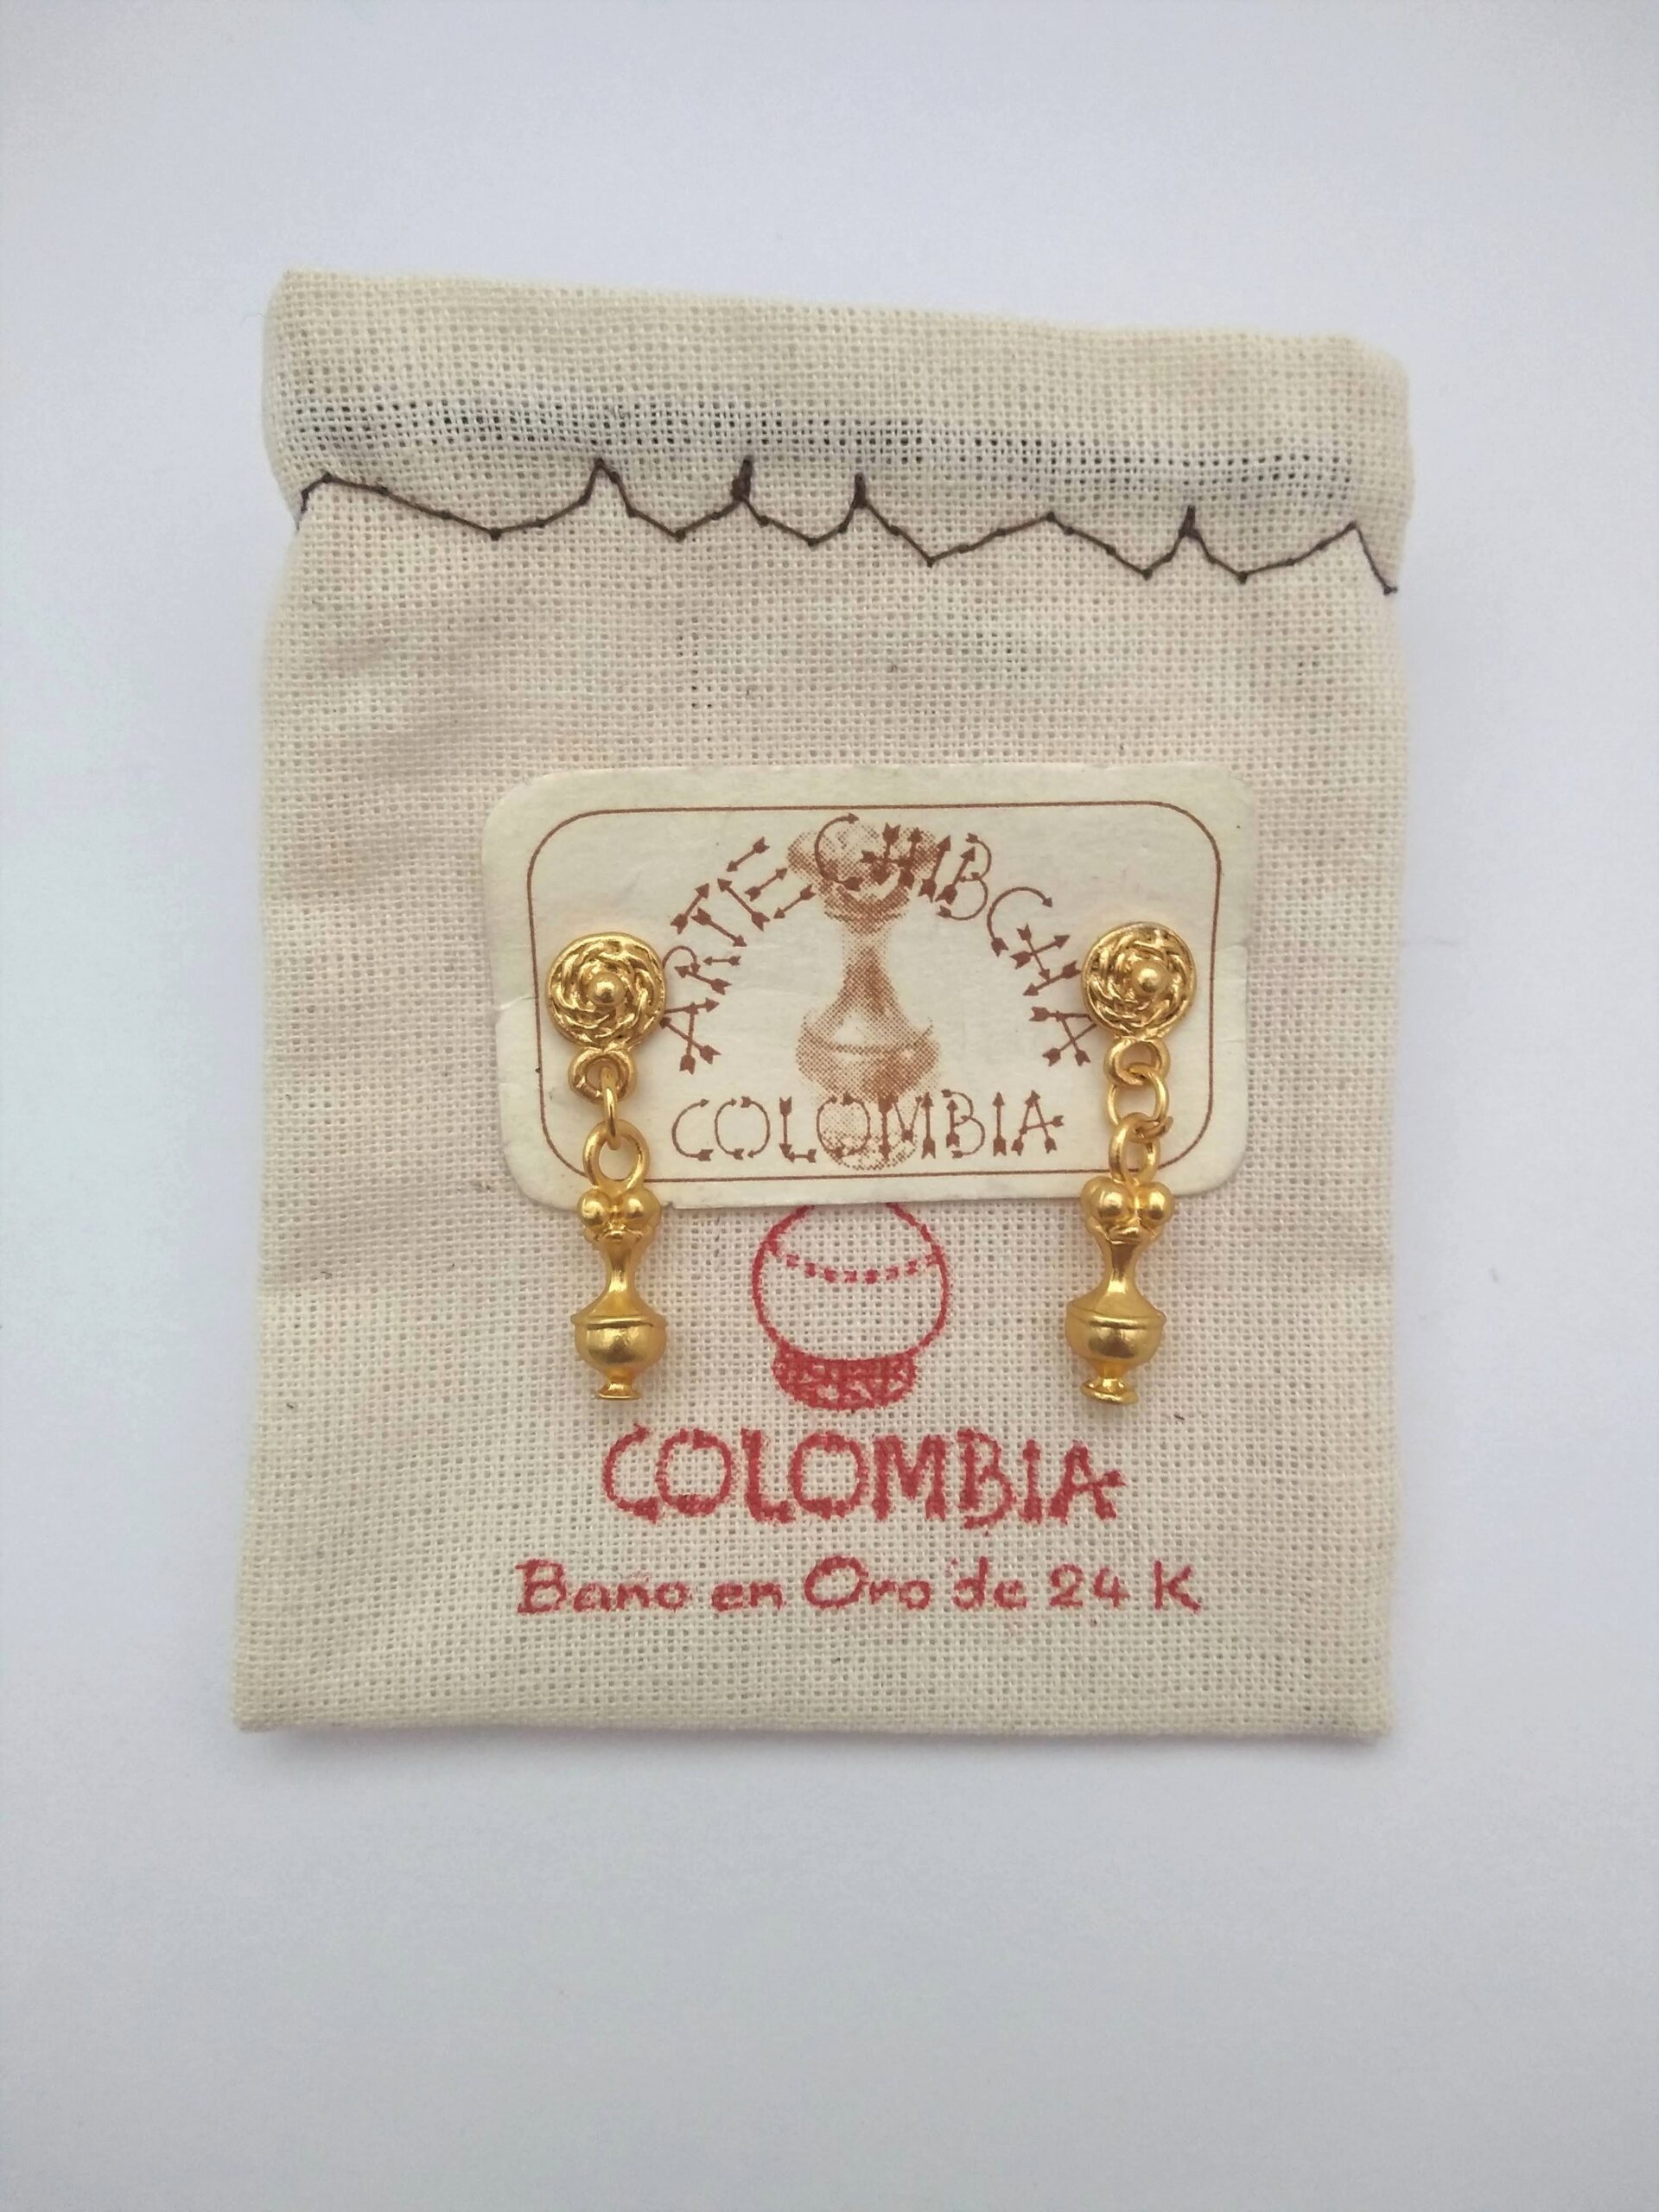 ARTE CHIBCHA
COLOMBIA
COLOMBIA
Baño en Oro de 24 K